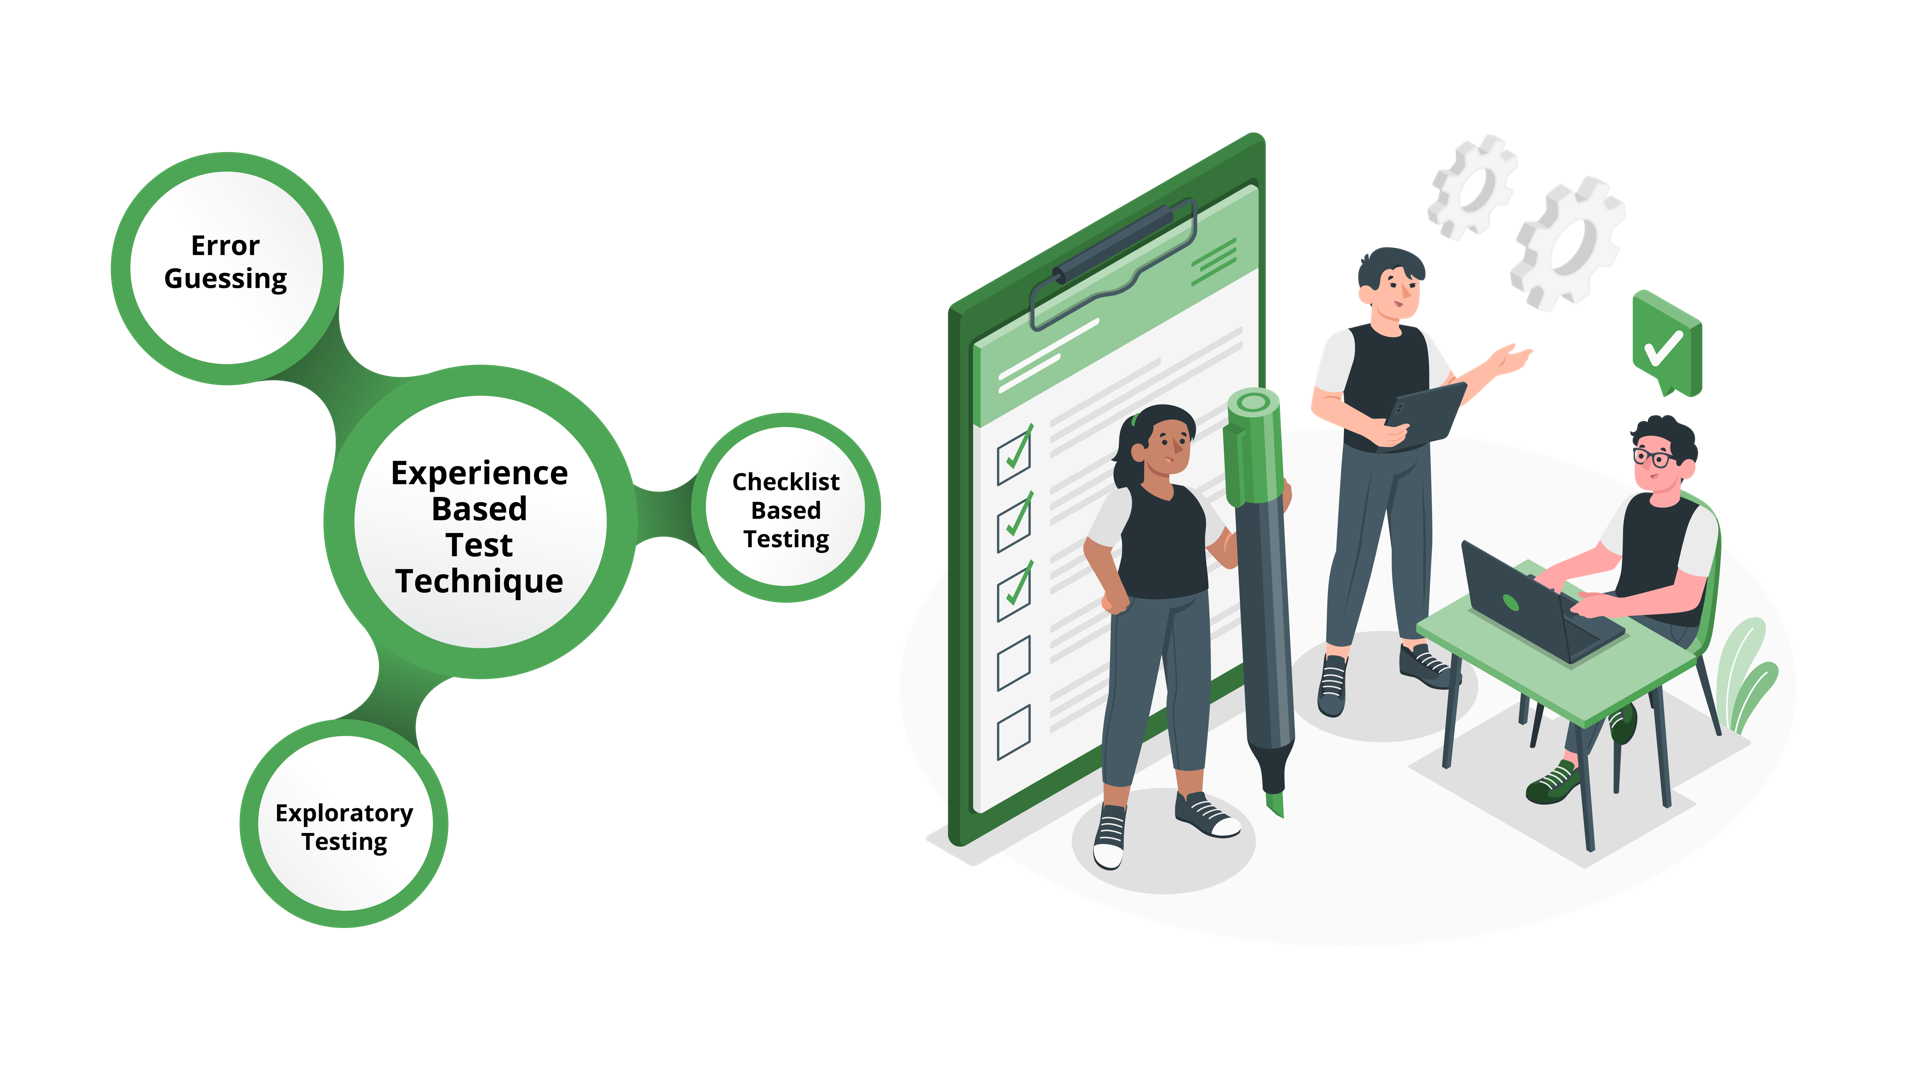 Error
Guessing
Experience
Based
Test
Technique
Checklist
Based
Testing
Exploratory
Testing